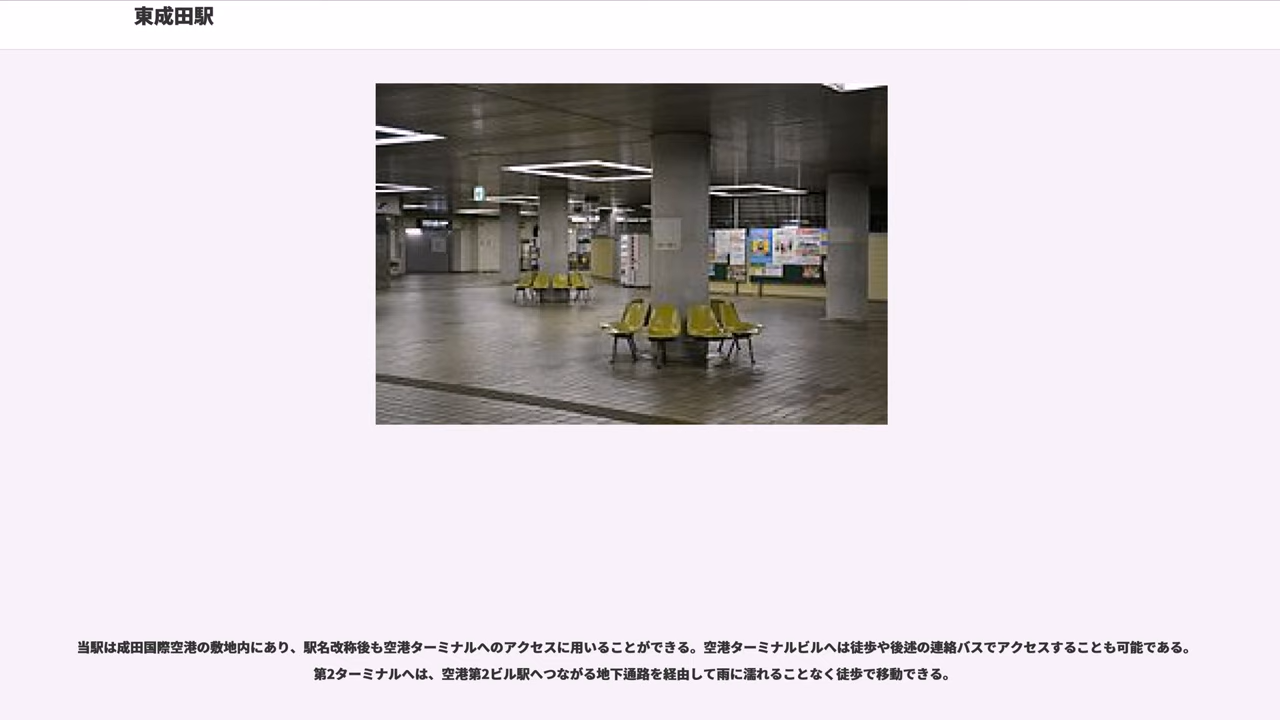 東成田駅
当駅は成田国際空港の敷地内にあり、駅名改称後も空港ターミナルへのアクセスに用いることができる。空港ターミナルビルへは徒歩や後述の連絡バスでアクセスすることも可能である。
第2ターミナルへは、空港第2ビル駅へつながる地下通路を経由して雨に濡れることなく徒歩で移動できる。